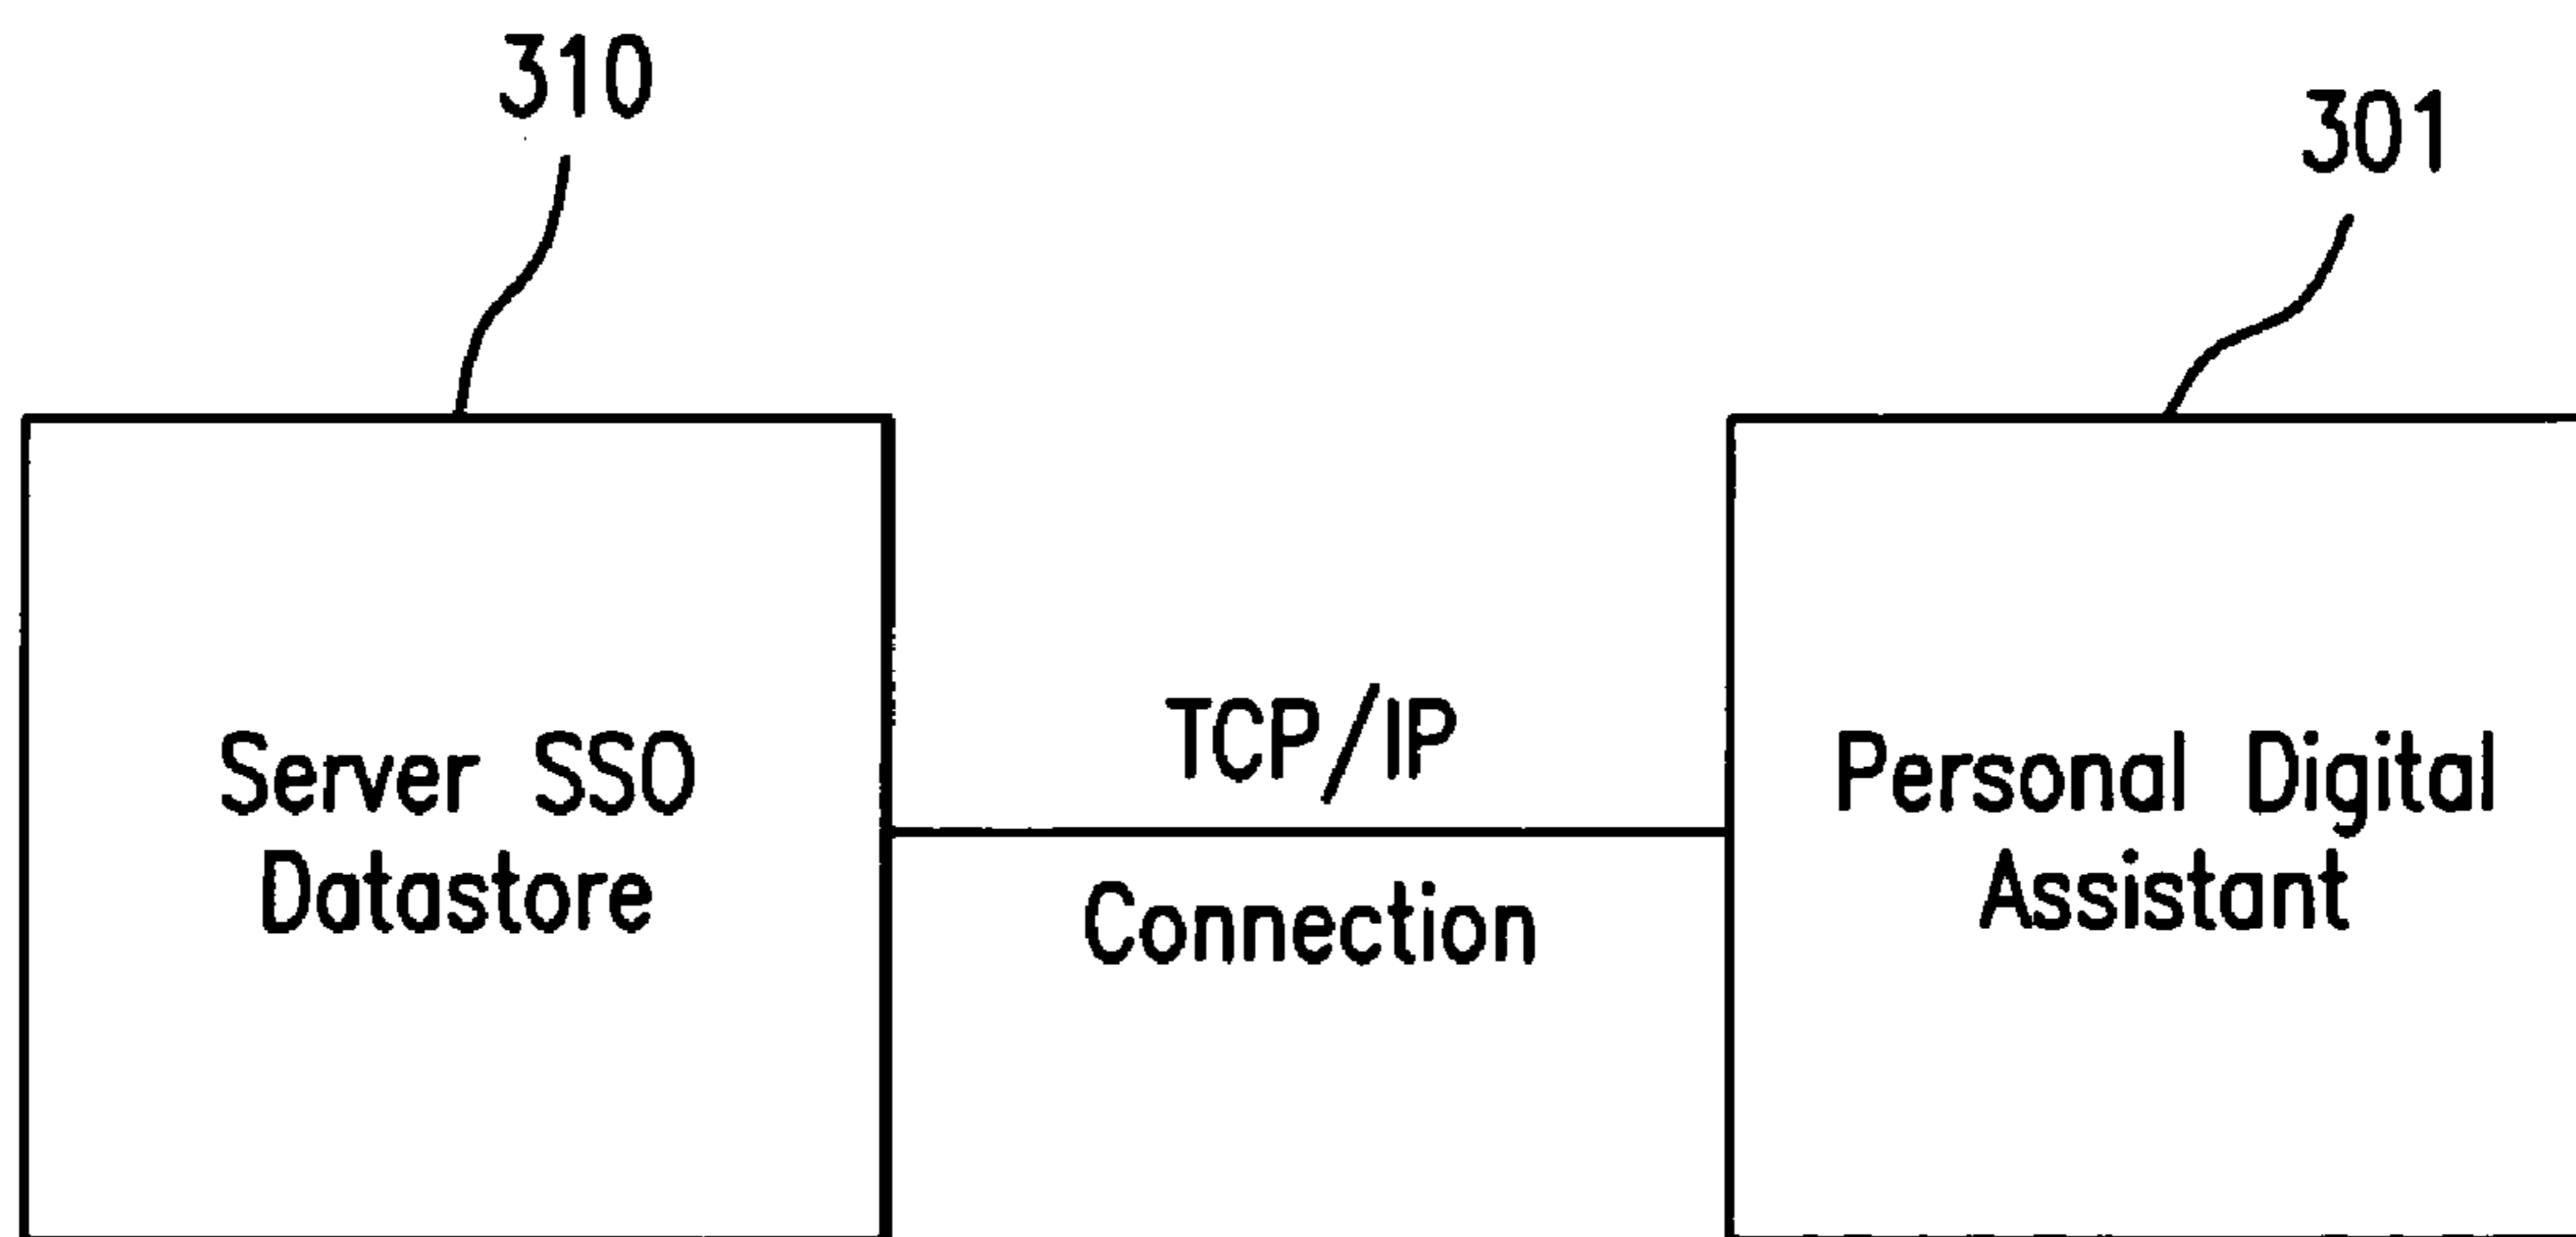 310
301
Server SSO
Datastore
TCP/IP
Connection
Personal Digital
Assistant